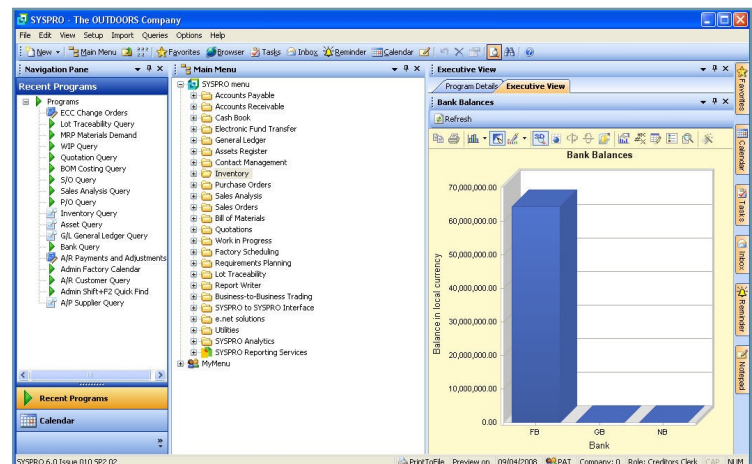 SYSPRO - The OUTDOORS Company
File Edit View Setup Import Queries Options Help
New Main Menu Favorites Browser Tasks Inbox Reminder Calendar
Navigation Pane
Recent Programs
Programs
ECC Change Orders
Lot Traceability Query
MRP Materials Demand
WIP Query
Quotation Query
BOM Costing Query
S/O Query
Sales Analysis Query
P/O Query
Inventory Query
Asset Query
G/L General Ledger Query
Bank Query
A/R Payments and Adjustments
Admin Factory Calendar
A/R Customer Query
Admin Shift+F2 Quick Find
A/P Supplier Query
Recent Programs
Calendar
Main Menu
SYSPRO menu
Accounts Payable
Accounts Receivable
Cash Book
Electronic Fund Transfer
General Ledger
Assets Register
Contact Management
Inventory
Purchase Orders
Sales Analysis
Sales Orders
Bill of Materials
Quotations
Work in Progress
Factory Scheduling
Requirements Planning
Lot Traceability
Report Writer
Business-to-Business Trading
SYSPRO to SYSPRO Interface
e.net solutions
Utilities
SYSPRO Analytics
SYSPRO Reporting Services
MyMenu
Executive View
Program Details Executive View
Bank Balances
Refresh
Bank Balances
70,000,000.00
60,000,000.00
50,000,000.00
40,000,000.00
30,000,000.00
20,000,000.00
10,000,000.00
0.00
Balance in local currency
FB GB NB
Bank
Favorites
Calendar
Tasks
Inbox
Reminder
Notepad
SYSPRO 6.0 Issue 010 SP2 02 PrintToFile Preview on 09/04/2008 PAT Company: 0 Role: Creditors Clerk CAP NUM